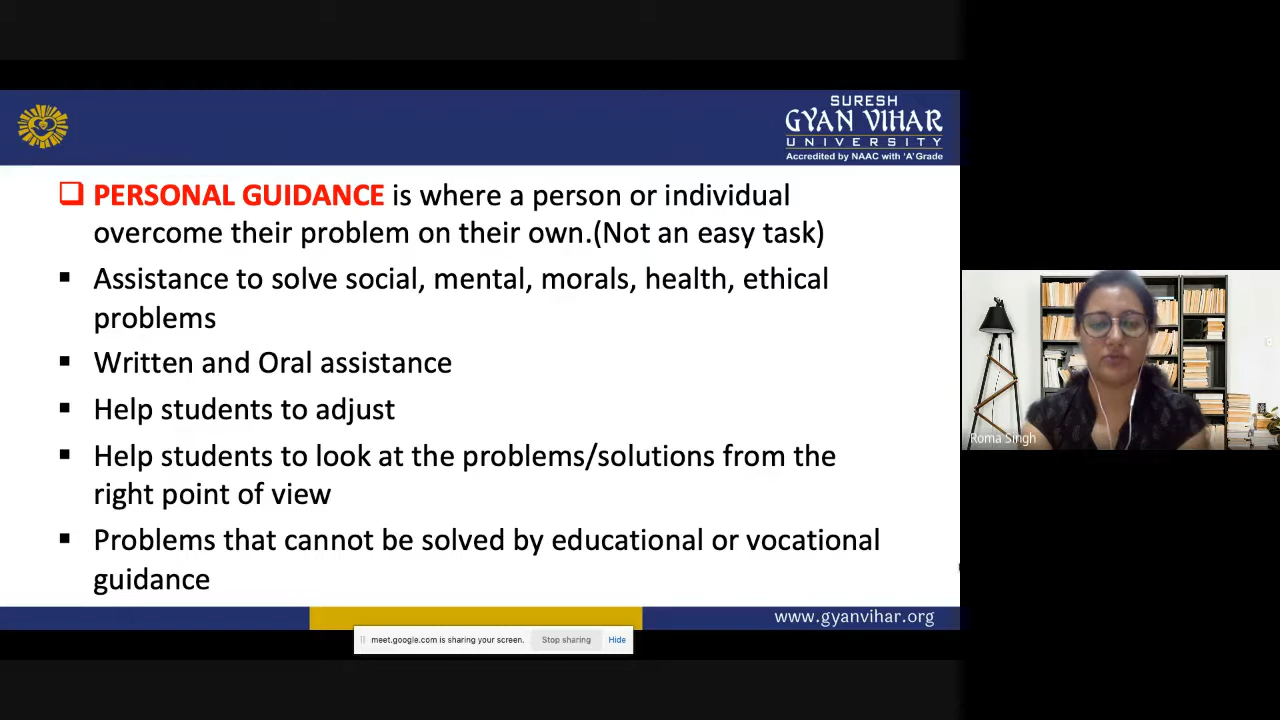 SURESH
GYAN VIHAR
UNIVERSITY
Accredited by NAAC with 'A' Grade
PERSONAL GUIDANCE is where a person or individual
overcome their problem on their own.(Not an easy task)
Assistance to solve social, mental, morals, health, ethical
problems
Written and Oral assistance
Help students to adjust
Help students to look at the problems/solutions from the
right point of view
Problems that cannot be solved by educational or vocational
guidance
www.gyanvihar.org
meet.google.com is sharing your screen. Stop sharing Hide
Roma Singh